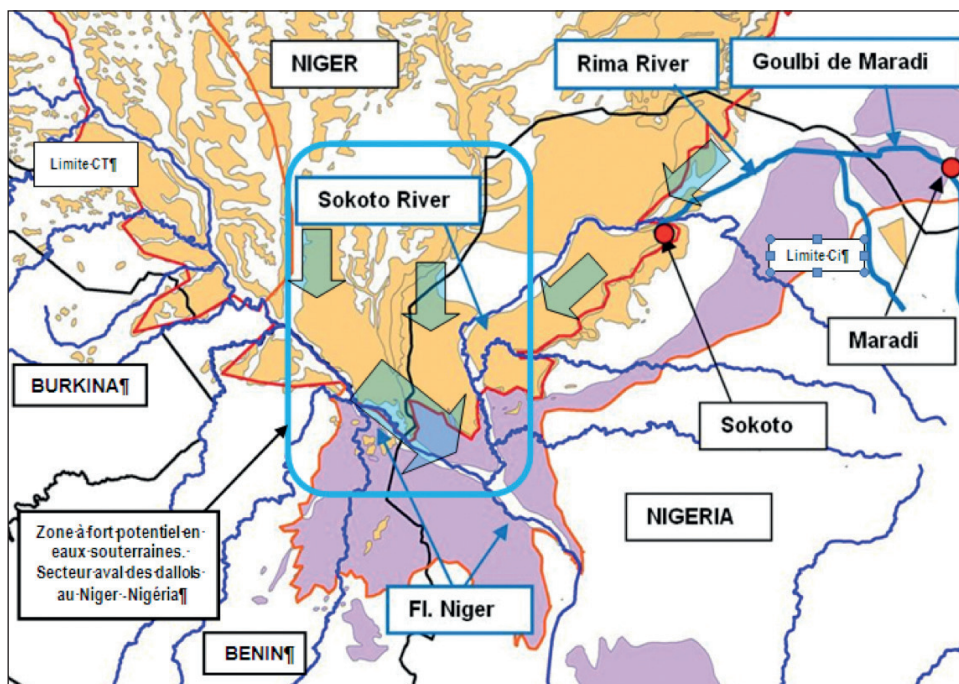 NIGER
Rima River
Goulbi de Maradi
Limite·CT¶
Sokoto River
Limite·Ci¶
Maradi
BURKINA¶
Sokoto
NIGERIA
Zone·à·fort·potentiel·en·
eaux·souterraines.·
Secteur·aval·des·dallols·
au·Niger·-Nigéria¶
Fl. Niger
BENIN¶